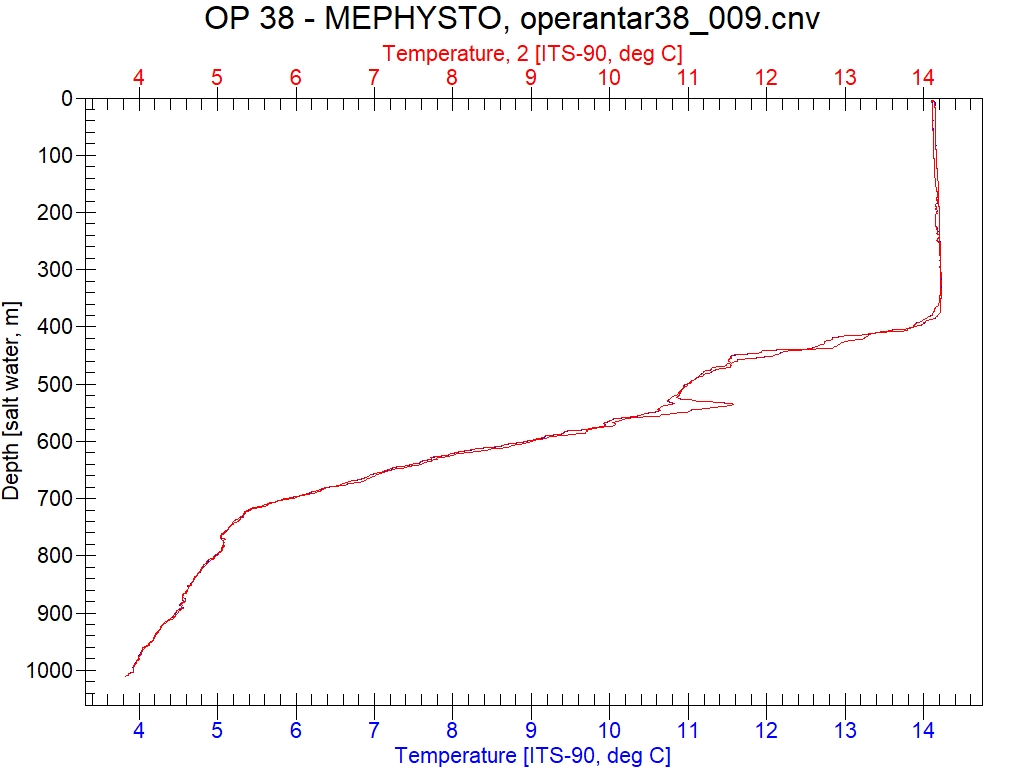 OP 38 - MEPHYSTO, operantar38_009.cnv
Temperature, 2 [ITS-90, deg C]
4 5 6 7 8 9 10 11 12 13 14
0
100
200
300
400
500
600
700
800
900
1000
Depth [salt water, m]
4 5 6 7 8 9 10 11 12 13 14
Temperature [ITS-90, deg C]